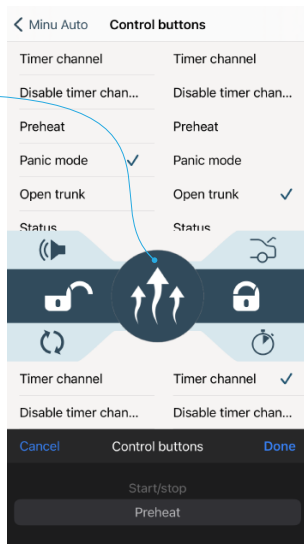 Minu Auto Control buttons
Timer channel Timer channel
Disable timer chan... Disable timer chan...
Preheat Preheat
Panic mode Panic mode
Open trunk Open trunk
Status Status
Timer channel Timer channel
Disable timer chan... Disable timer chan...
Cancel Control buttons Done
Start/stop
Preheat